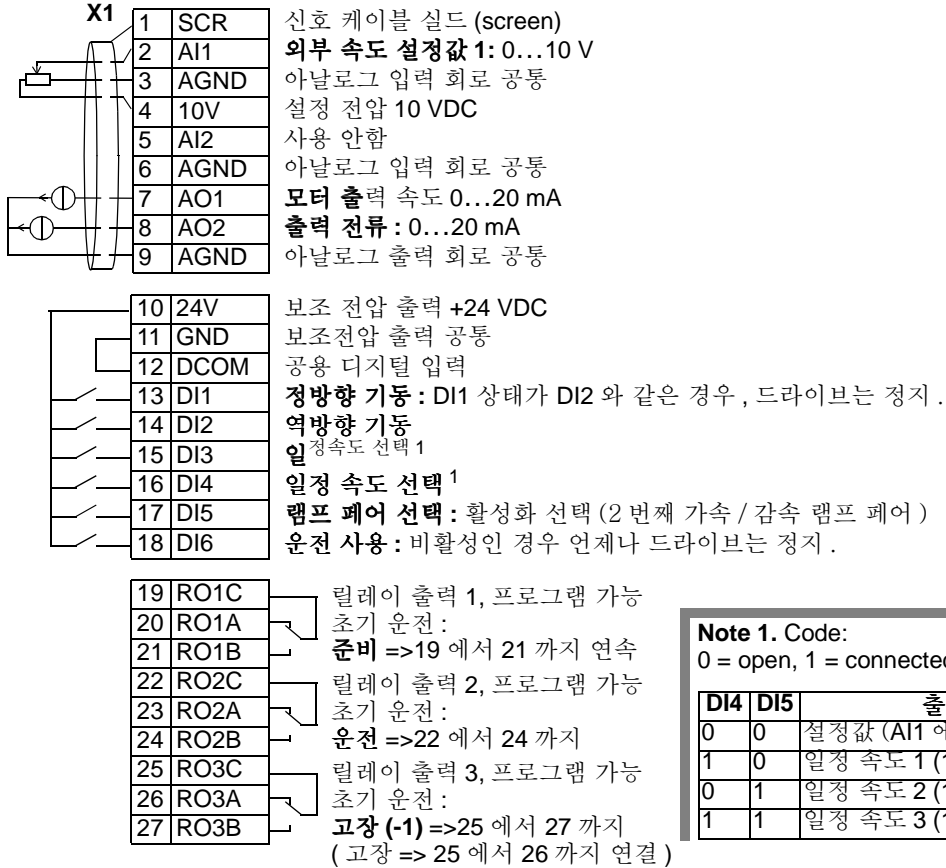 X1
1 SCR 신호 케이블 실드 (screen)
2 AI1 외부 속도 설정값 1: 0…10 V
3 AGND 아날로그 입력 회로 공통
4 10V 설정 전압 10 VDC
5 AI2 사용 안함
6 AGND 아날로그 입력 회로 공통
7 AO1 모터 출력 속도 0…20 mA
8 AO2 출력 전류 : 0…20 mA
9 AGND 아날로그 출력 회로 공통
10 24V 보조 전압 출력 +24 VDC
11 GND 보조전압 출력 공통
12 DCOM 공용 디지털 입력
13 DI1 정방향 기동 : DI1 상태가 DI2 와 같은 경우 , 드라이브는 정지 .
14 DI2 역방향 기동
15 DI3 일정속도 선택 1
16 DI4 일정 속도 선택 1
17 DI5 램프 페어 선택 : 활성화 선택 (2 번째 가속 / 감속 램프 페어 )
18 DI6 운전 사용 : 비활성인 경우 언제나 드라이브는 정지 .
19 RO1C 릴레이 출력 1, 프로그램 가능
20 RO1A 초기 운전 :
21 RO1B 준비 =>19 에서 21 까지 연속
22 RO2C 릴레이 출력 2, 프로그램 가능
23 RO2A 초기 운전 :
24 RO2B 운전 =>22 에서 24 까지
25 RO3C 릴레이 출력 3, 프로그램 가능
26 RO3A 초기 운전 :
27 RO3B 고장 (-1) =>25 에서 27 까지
( 고장 => 25 에서 26 까지 연결 )
Note 1. Code:
0 = open, 1 = connected
DI4 DI5 출
0 0 설정값 (AI1 에
1 0 일정 속도 1 (1
0 1 일정 속도 2 (1
1 1 일정 속도 3 (1